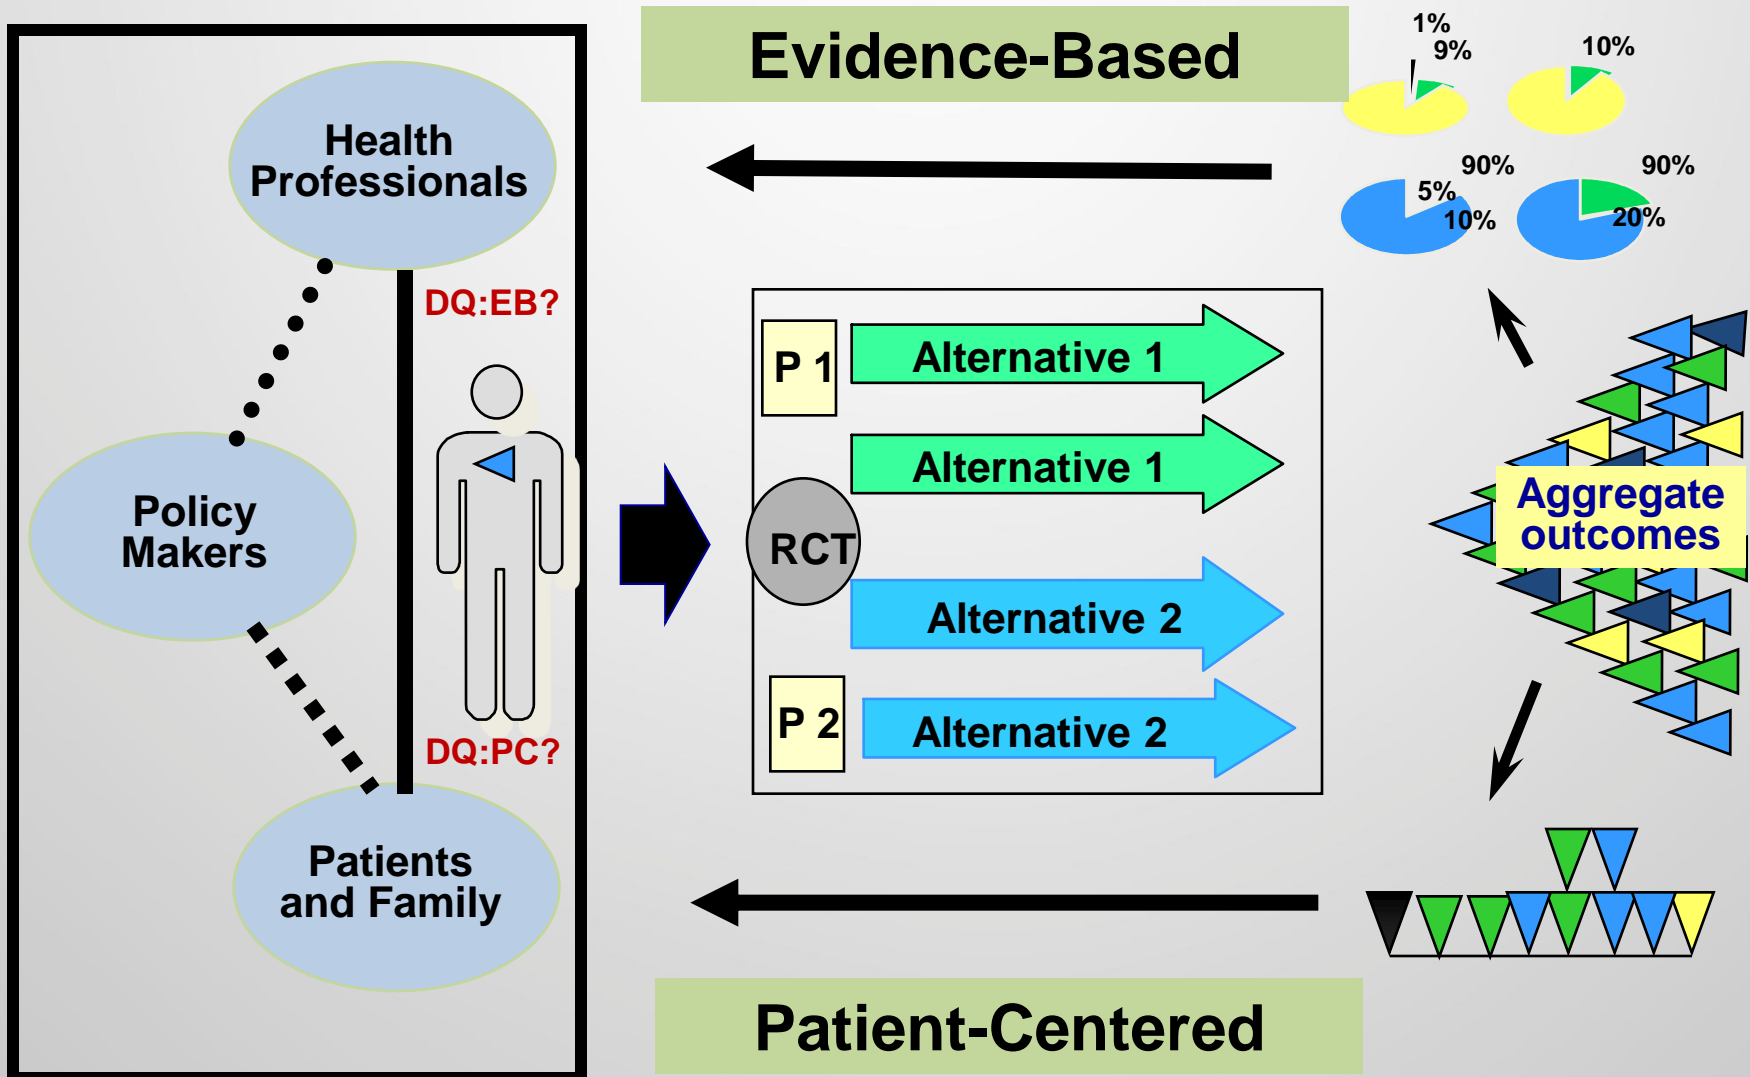 Evidence-Based
1%
9%
10%
Health
Professionals
90%
5%
10%
90%
20%
DQ:EB?
P 1
Alternative 1
Alternative 1
Policy
Makers
RCT
Aggregate
outcomes
Alternative 2
P 2
Alternative 2
DQ:PC?
Patients
and Family
Patient-Centered